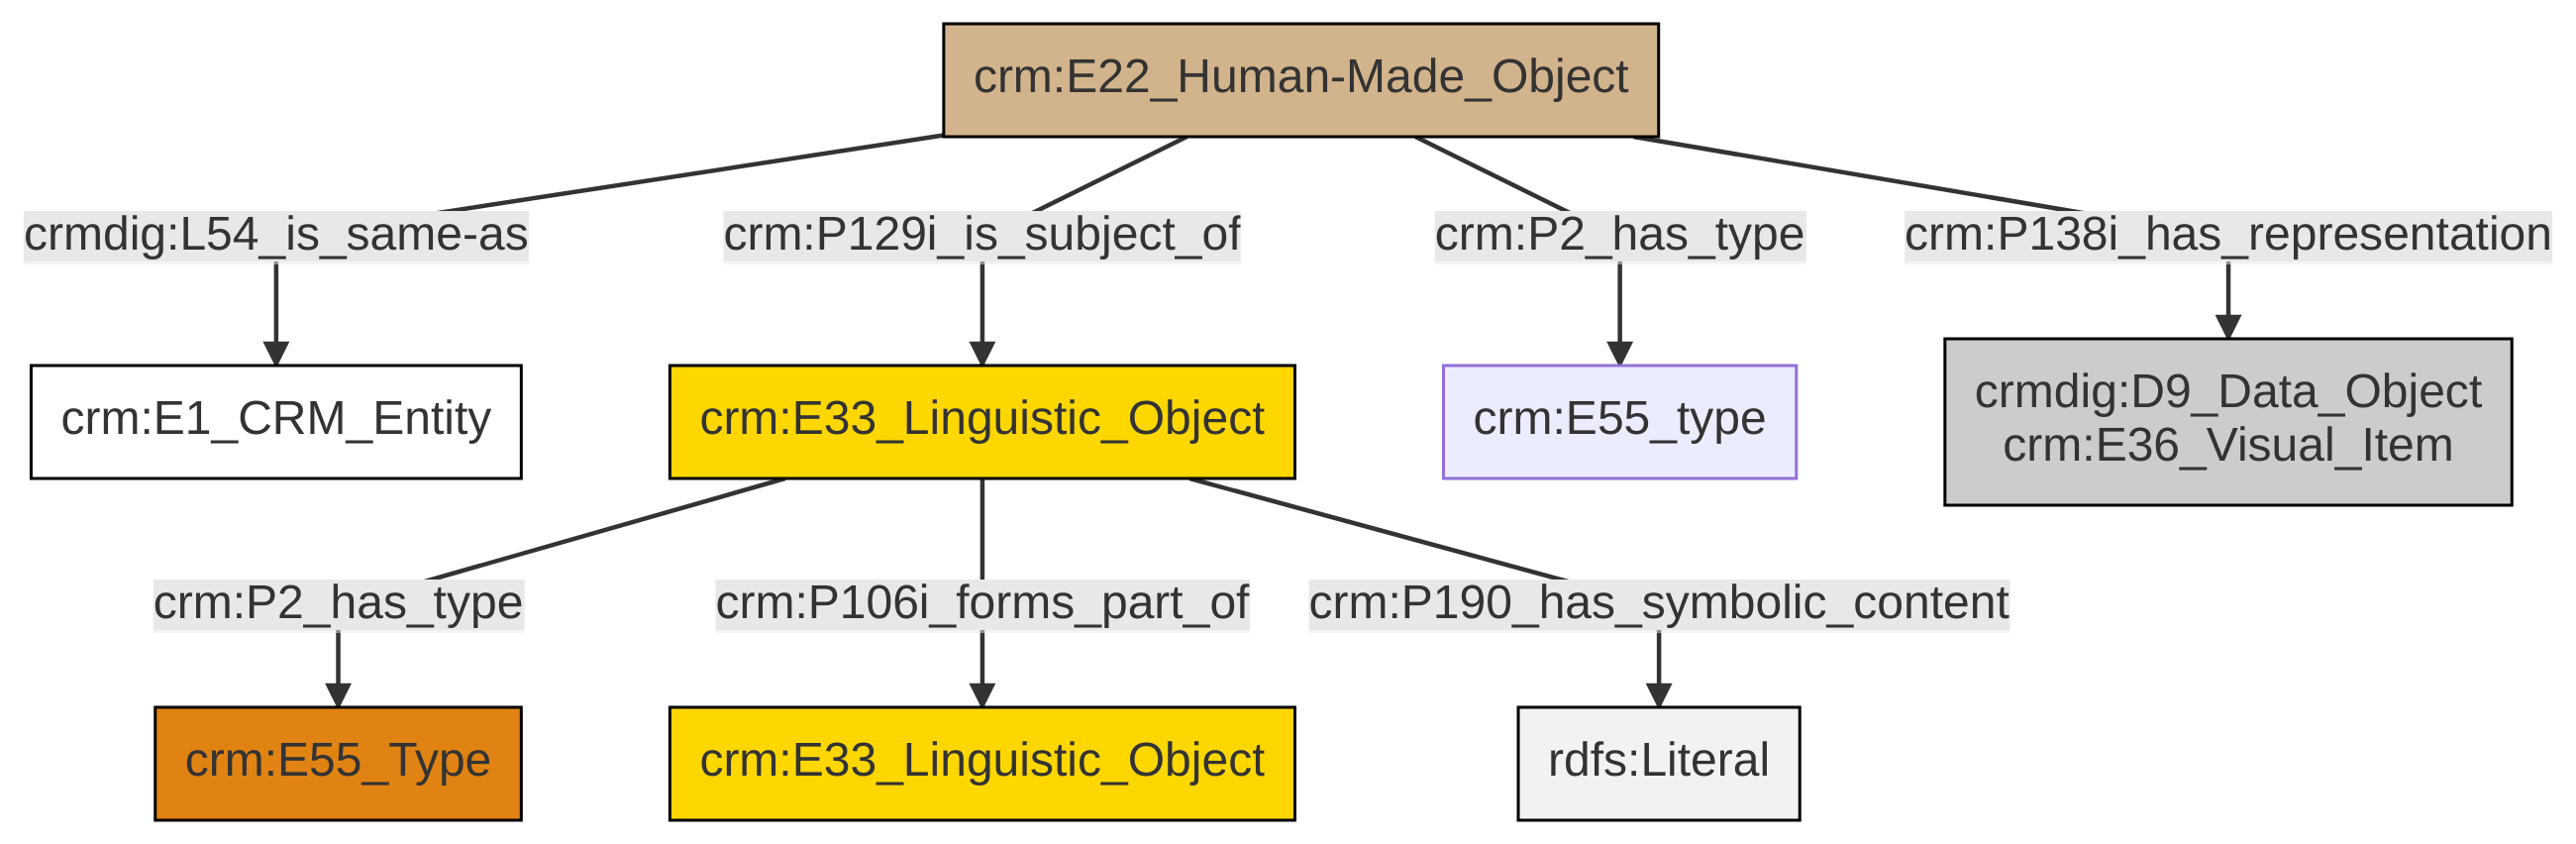 crm:E22_Human-Made_Object
crmdig:L54_is_same-as
crm:P129i_is_subject_of
crm:P2_has_type
crm:P138i_has_representation
crm:E1_CRM_Entity
crm:E33_Linguistic_Object
crm:E55_type
crmdig:D9_Data_Object
crm:E36_Visual_Item
crm:P2_has_type
crm:P106i_forms_part_of
crm:P190_has_symbolic_content
crm:E55_Type
crm:E33_Linguistic_Object
rdfs:Literal